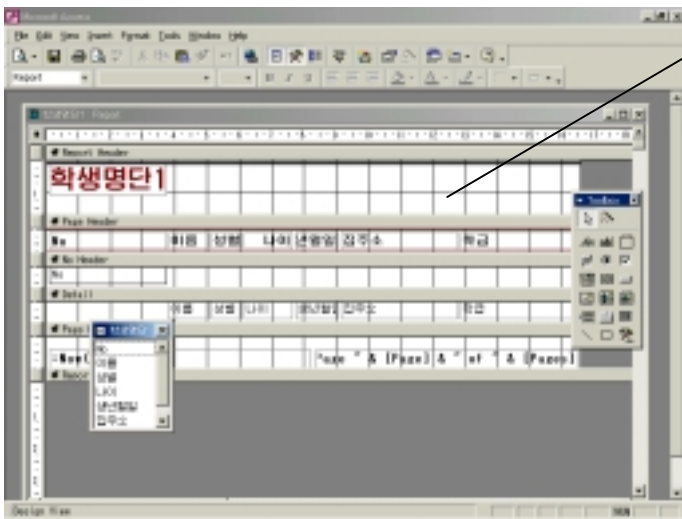 Microsoft Access
File Edit View Insert Format Tools Window Help
Report
Report
Report Header
학생명단1
Page Header
No 이름 성별 나이 생년월일 집주소 학급
No Header
No
Detail
이름 성별 나이 생년월일 집주소 학급
Toolbox
No
이름
성별
나이
생년월일
집주소
"Page " & [Page] & " of " & [Pages]
Report
Design View
NUM